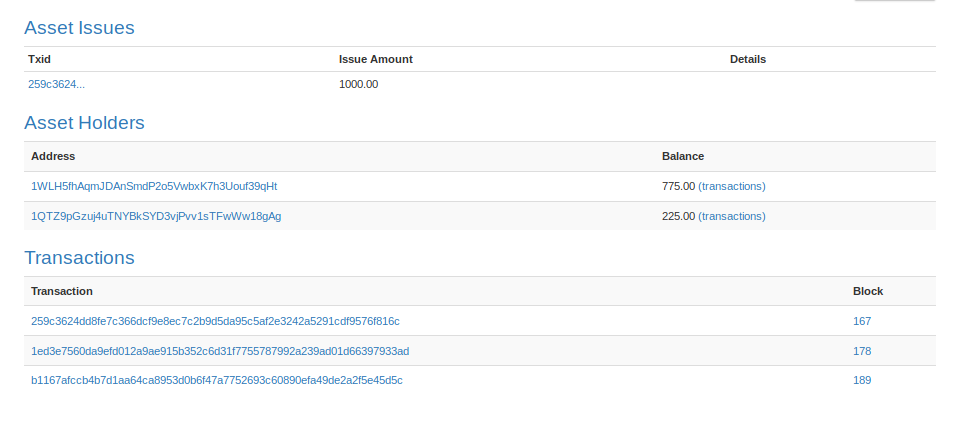 Asset Issues
Txid Issue Amount Details
259c3624... 1000.00
Asset Holders
Address Balance
1WLH5fhAqmJDAnSmdP2o5VwbxK7h3Uouf39qHt 775.00 (transactions)
1QTZ9pGzuj4uTNYBkSYD3vjPvv1sTFwWw18gAg 225.00 (transactions)
Transactions
Transaction Block
259c3624dd8fe7c366dcf9e8ec7c2b9d5da95c5af2e3242a5291cdf9576f816c 167
1ed3e7560da9efd012a9ae915b352c6d31f7755787992a239ad01d66397933ad 178
b1167afccb4b7d1aa64ca8953d0b6f47a7752693c60890efa49de2a2f5e45d5c 189